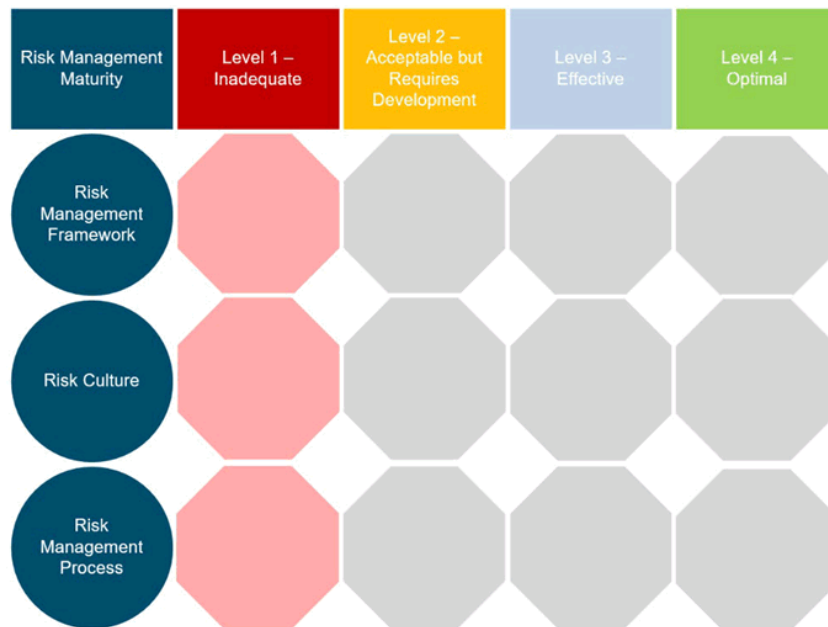 Risk Management
Maturity
Level 1 –
Inadequate
Level 2 –
Acceptable but
Requires
Development
Level 3 –
Effective
Level 4 –
Optimal
Risk
Management
Framework
Risk Culture
Risk
Management
Process